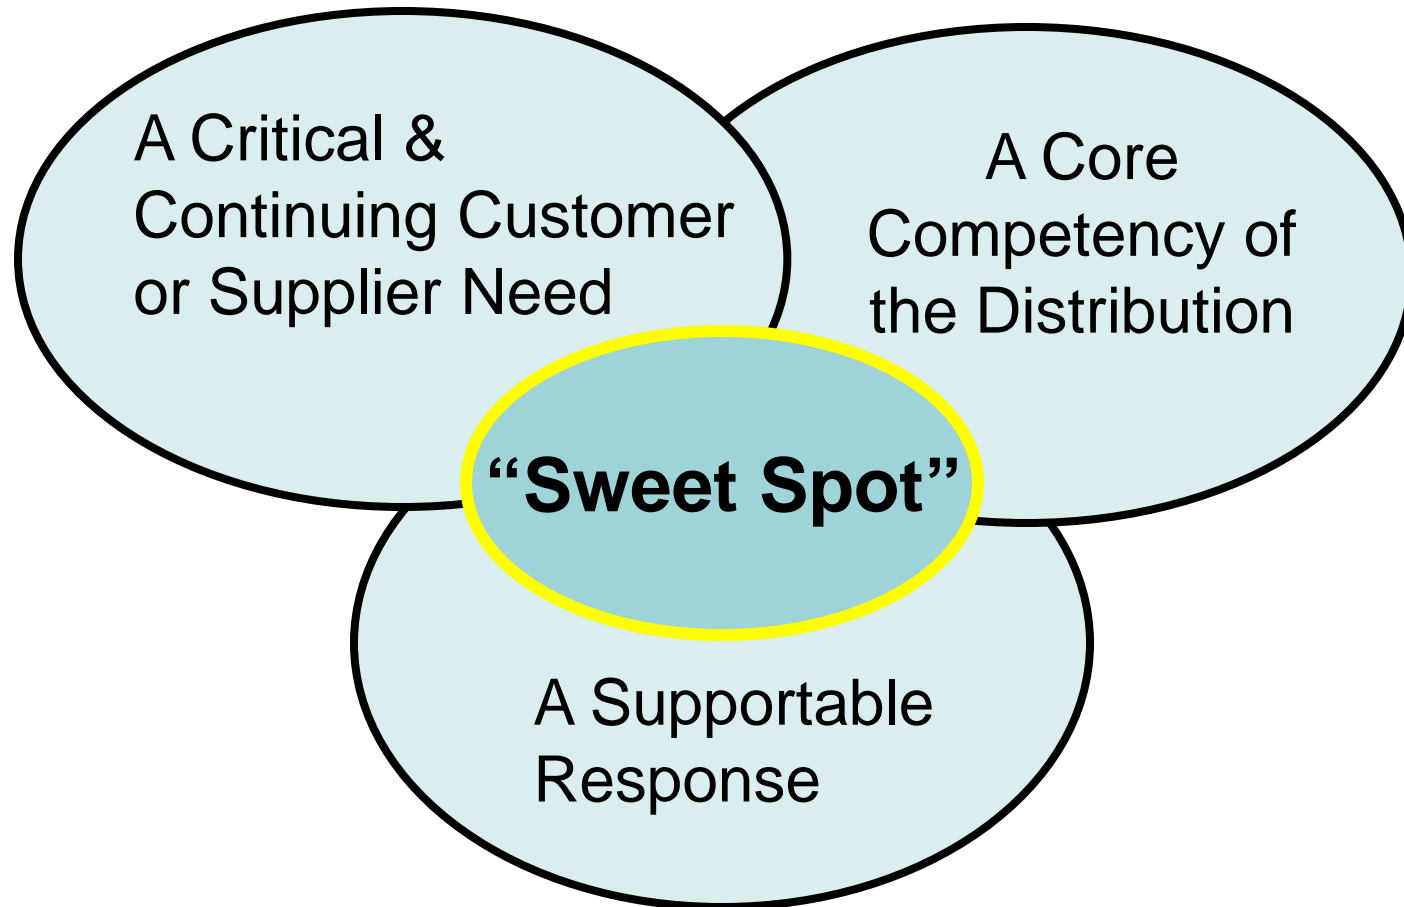 A Critical &
Continuing Customer
or Supplier Need
A Core
Competency of
the Distribution
“Sweet Spot”
A Supportable
Response